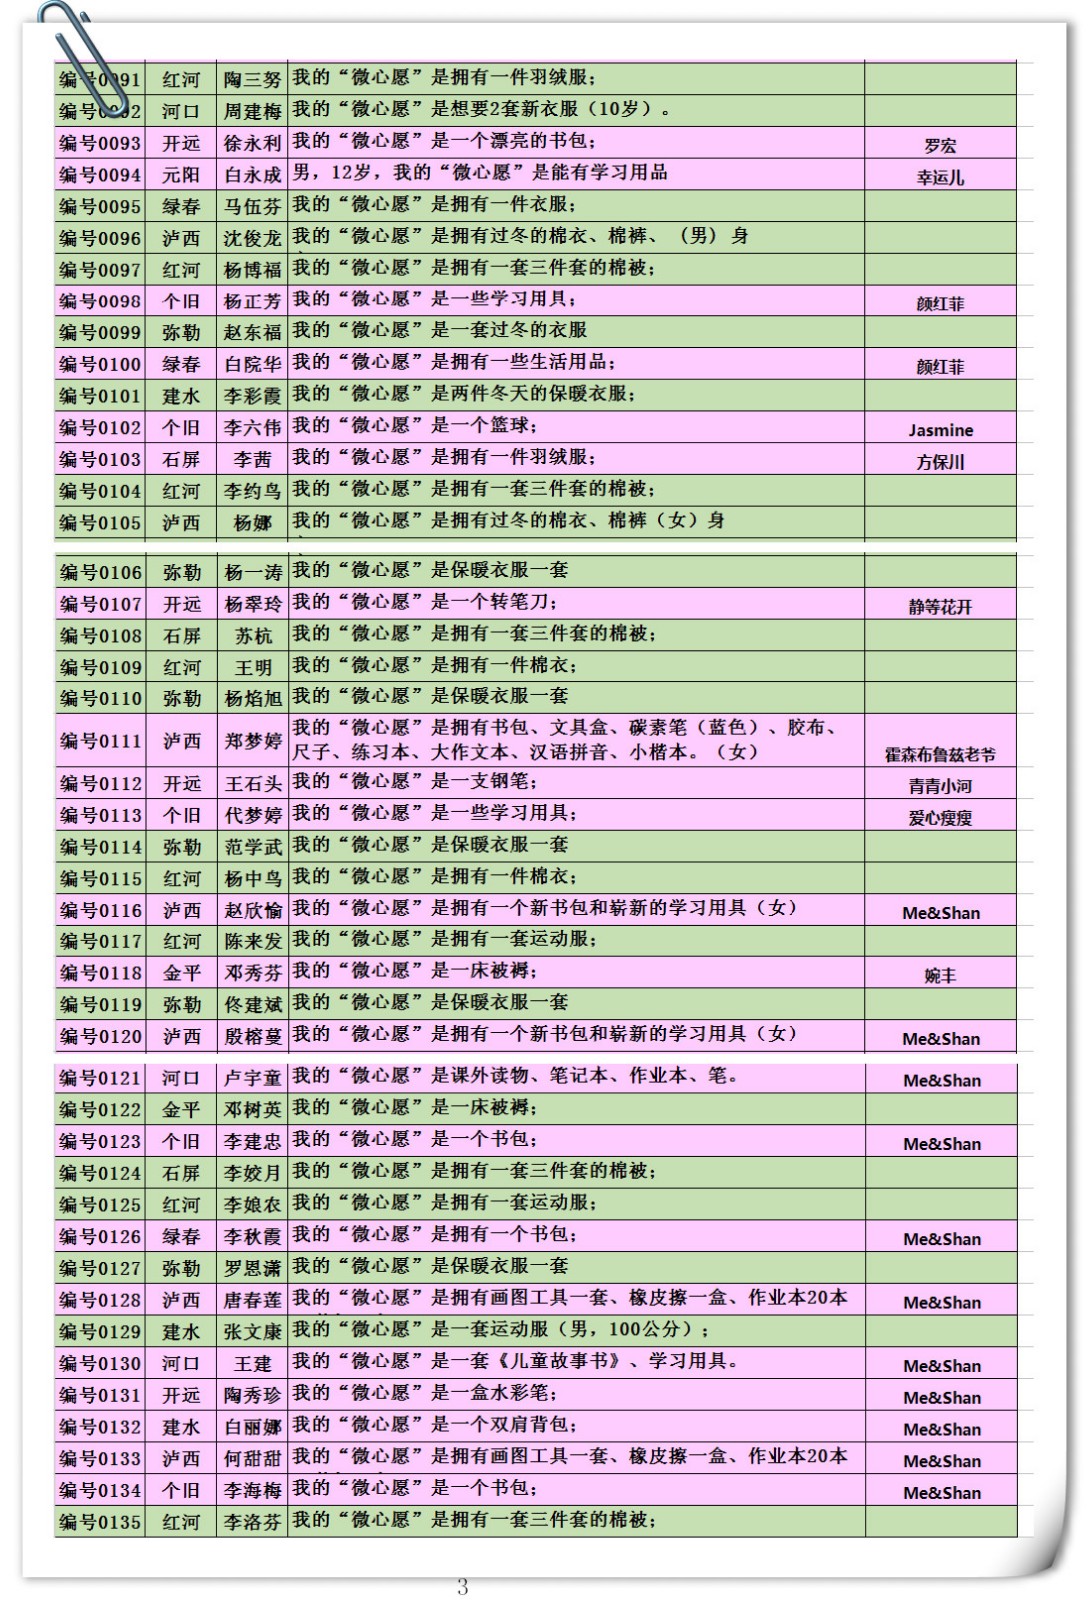 编号0091 红河 陶三努 我的“微心愿”是拥有一件羽绒服；
编号0092 河口 周建梅 我的“微心愿”是想要2套新衣服（10岁）。
编号0093 开远 徐永利 我的“微心愿”是一个漂亮的书包； 罗宏
编号0094 元阳 白永成 男，12岁，我的“微心愿”是能有学习用品 幸运儿
编号0095 绿春 马伍芬 我的“微心愿”是拥有一件衣服；
编号0096 泸西 沈俊龙 我的“微心愿”是拥有过冬的棉衣、棉裤、（男）身
编号0097 红河 杨博福 我的“微心愿”是拥有一套三件套的棉被；
编号0098 个旧 杨正芳 我的“微心愿”是一些学习用具； 颜红菲
编号0099 弥勒 赵东福 我的“微心愿”是一套过冬的衣服
编号0100 绿春 白院华 我的“微心愿”是拥有一些生活用品； 颜红菲
编号0101 建水 李彩霞 我的“微心愿”是两件冬天的保暖衣服；
编号0102 个旧 李六伟 我的“微心愿”是一个篮球； Jasmine
编号0103 石屏 李茜 我的“微心愿”是拥有一件羽绒服； 方保川
编号0104 红河 李约鸟 我的“微心愿”是拥有一套三件套的棉被；
编号0105 泸西 杨娜 我的“微心愿”是拥有过冬的棉衣、棉裤（女）身
编号0106 弥勒 杨一涛 我的“微心愿”是保暖衣服一套
编号0107 开远 杨翠玲 我的“微心愿”是一个转笔刀； 静等花开
编号0108 石屏 苏杭 我的“微心愿”是拥有一套三件套的棉被；
编号0109 红河 王明 我的“微心愿”是拥有一件棉衣；
编号0110 弥勒 杨焰旭 我的“微心愿”是保暖衣服一套
编号0111 泸西 郑梦婷 我的“微心愿”是拥有书包、文具盒、碳素笔（蓝色）、胶布、
尺子、练习本、大作文本、汉语拼音、小楷本。（女） 霍森布鲁兹老爷
编号0112 开远 王石头 我的“微心愿”是一支钢笔； 青青小河
编号0113 个旧 代梦婷 我的“微心愿”是一些学习用具； 爱心瘦瘦
编号0114 弥勒 范学武 我的“微心愿”是保暖衣服一套
编号0115 红河 杨中鸟 我的“微心愿”是拥有一件棉衣；
编号0116 泸西 赵欣愉 我的“微心愿”是拥有一个新书包和崭新的学习用具（女） Me&Shan
编号0117 红河 陈来发 我的“微心愿”是拥有一套运动服；
编号0118 金平 邓秀芬 我的“微心愿”是一床被褥； 婉丰
编号0119 弥勒 佟建斌 我的“微心愿”是保暖衣服一套
编号0120 泸西 殷榕蔓 我的“微心愿”是拥有一个新书包和崭新的学习用具（女） Me&Shan
编号0121 河口 卢宇童 我的“微心愿”是课外读物、笔记本、作业本、笔。 Me&Shan
编号0122 金平 邓树英 我的“微心愿”是一床被褥；
编号0123 个旧 李建忠 我的“微心愿”是一个书包； Me&Shan
编号0124 石屏 李姣月 我的“微心愿”是拥有一套三件套的棉被；
编号0125 红河 李娘农 我的“微心愿”是拥有一套运动服；
编号0126 绿春 李秋霞 我的“微心愿”是拥有一个书包； Me&Shan
编号0127 弥勒 罗恩潇 我的“微心愿”是保暖衣服一套
编号0128 泸西 唐春莲 我的“微心愿”是拥有画图工具一套、橡皮擦一盒、作业本20本 Me&Shan
编号0129 建水 张文康 我的“微心愿”是一套运动服（男，100公分）；
编号0130 河口 王建 我的“微心愿”是一套《儿童故事书》、学习用具。 Me&Shan
编号0131 开远 陶秀珍 我的“微心愿”是一盒水彩笔； Me&Shan
编号0132 建水 白丽娜 我的“微心愿”是一个双肩背包； Me&Shan
编号0133 泸西 何甜甜 我的“微心愿”是拥有画图工具一套、橡皮擦一盒、作业本20本 Me&Shan
编号0134 个旧 李海梅 我的“微心愿”是一个书包； Me&Shan
编号0135 红河 李洛芬 我的“微心愿”是拥有一套三件套的棉被；
3